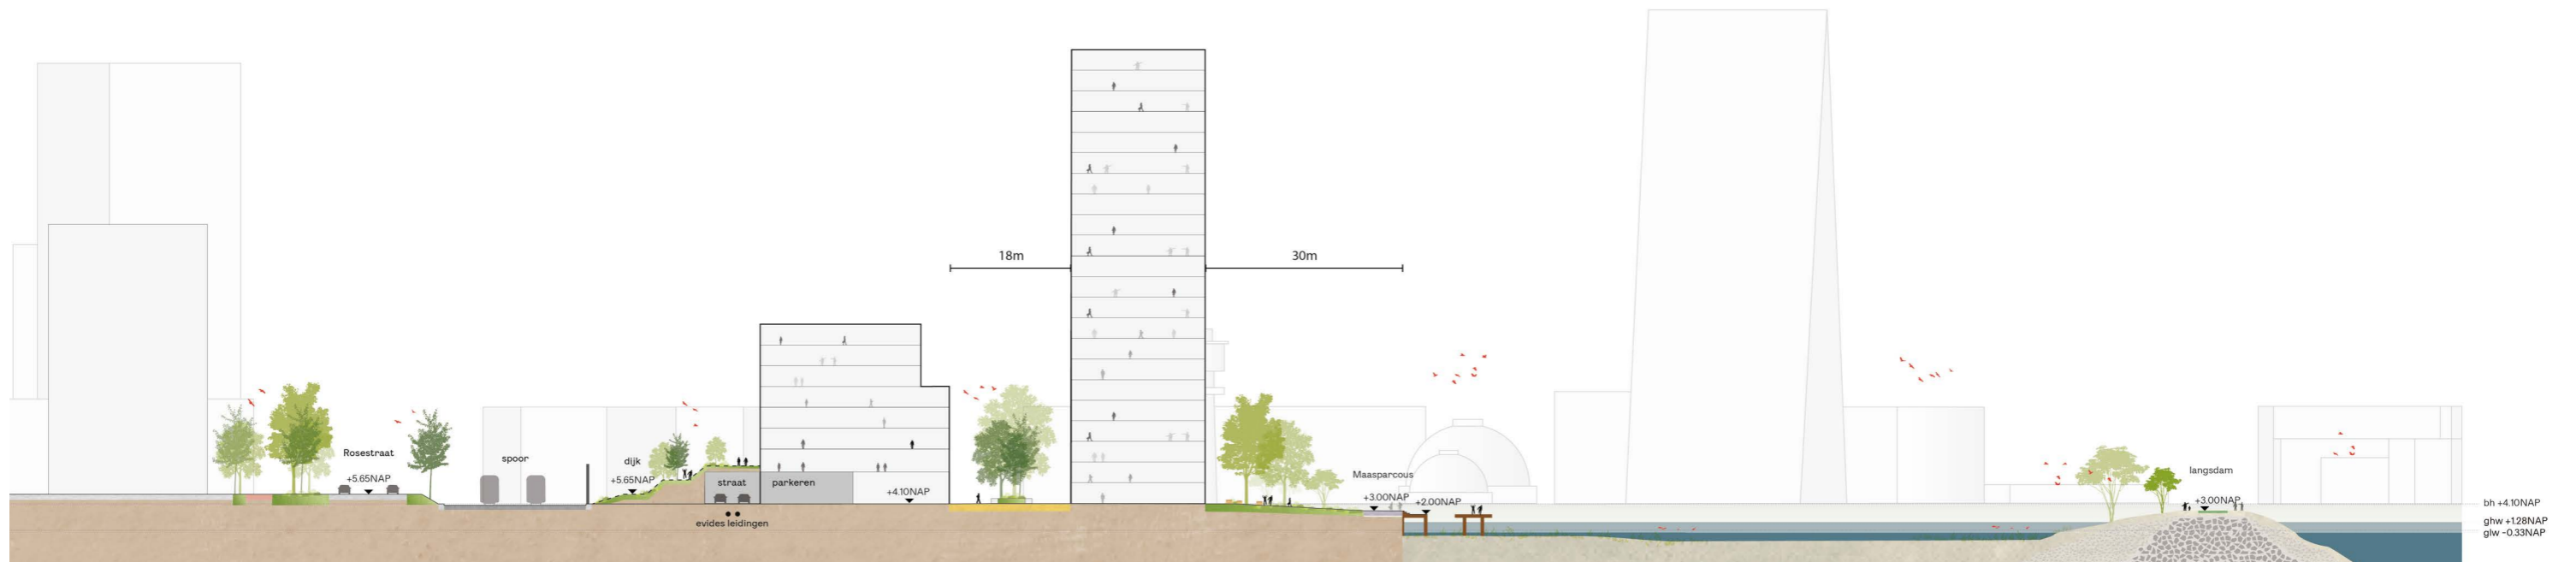 18m
30m
Rosestraat
+5.65NAP
spoor
dijk
+5.65NAP
straat
parkeren
+4.10NAP
evides leidingen
Maasparcous
+3.00NAP
+2.00NAP
langsdam
+3.00NAP
bh +4.10NAP
ghw +1.28NAP
glw -0.33NAP